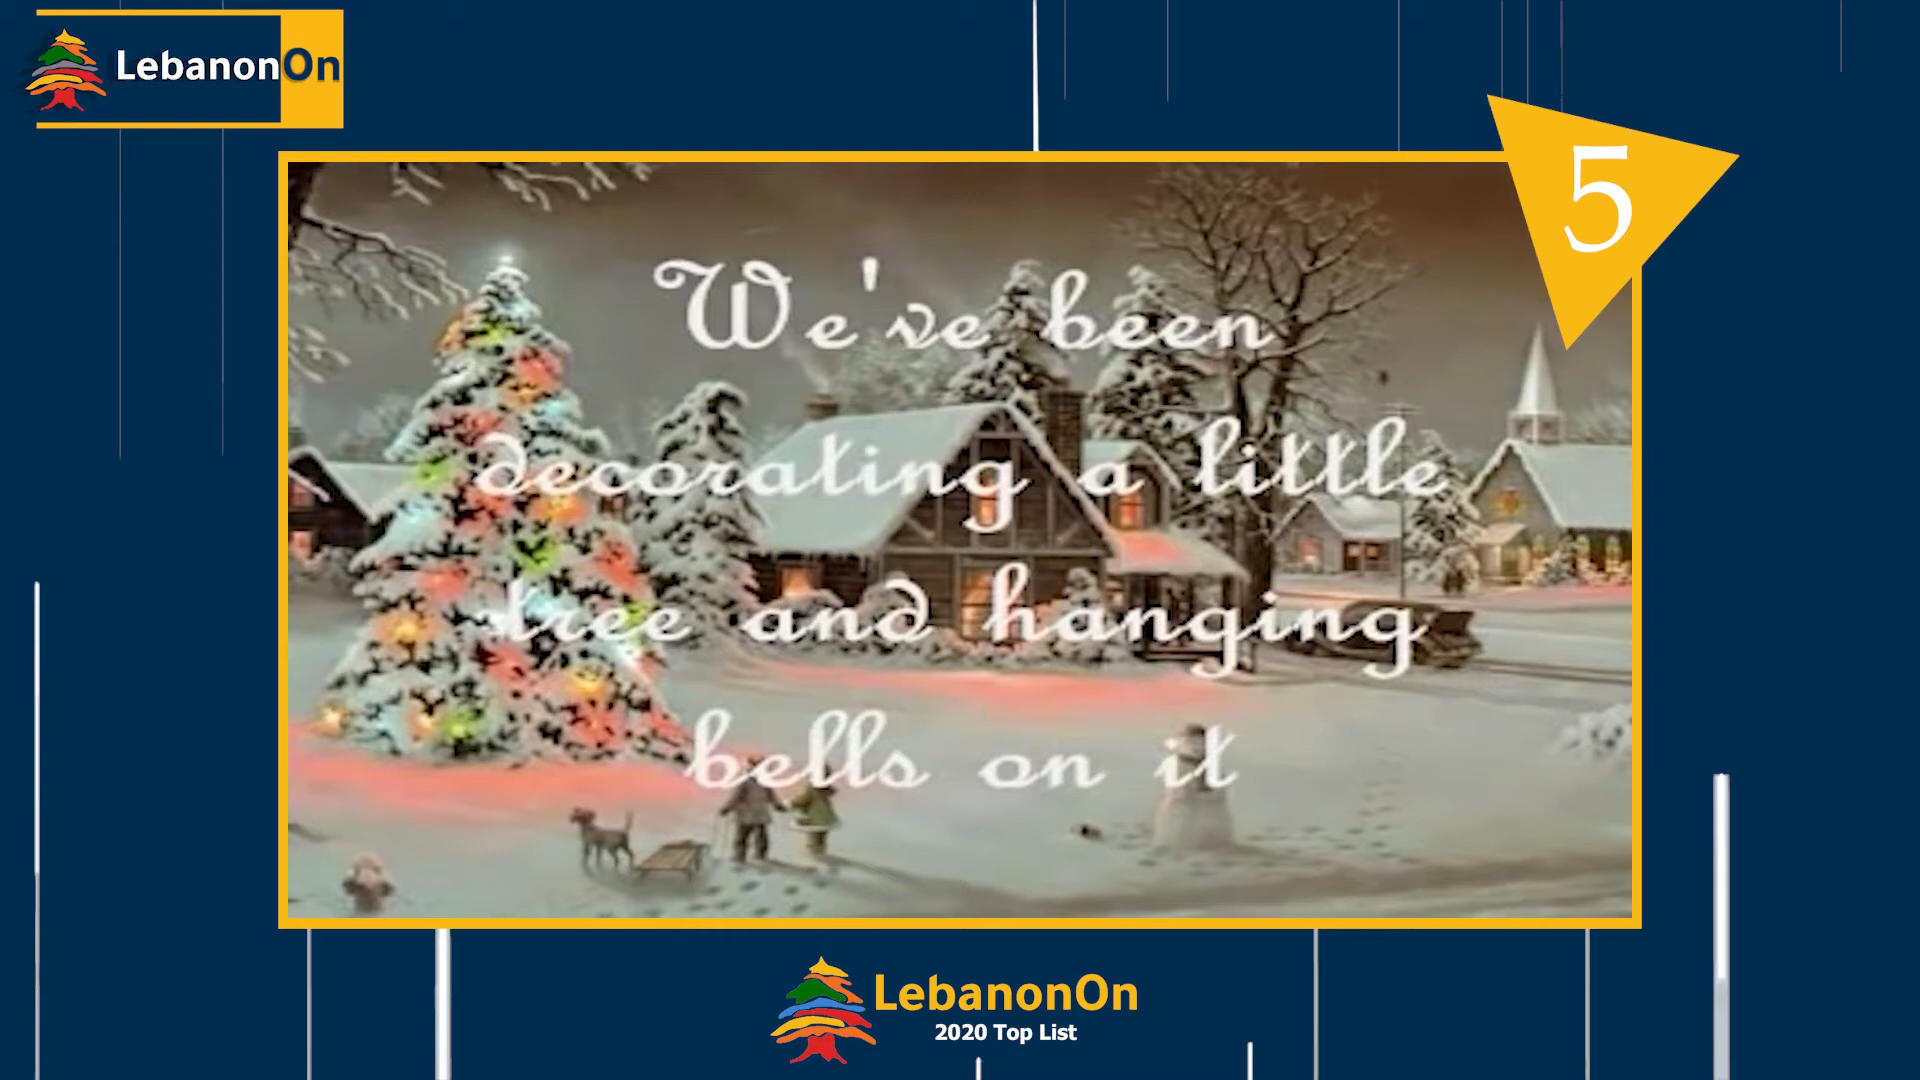 LebanonOn
5
We've been
decorating a little
tree and hanging
bells on it
LebanonOn
2020 Top List